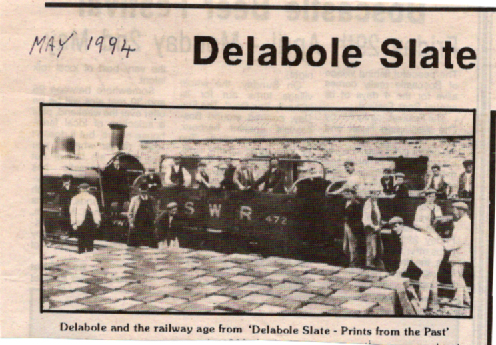 MAY 1994
Delabole Slate
S W R 472
Delabole and the railway age from 'Delabole Slate - Prints from the Past'